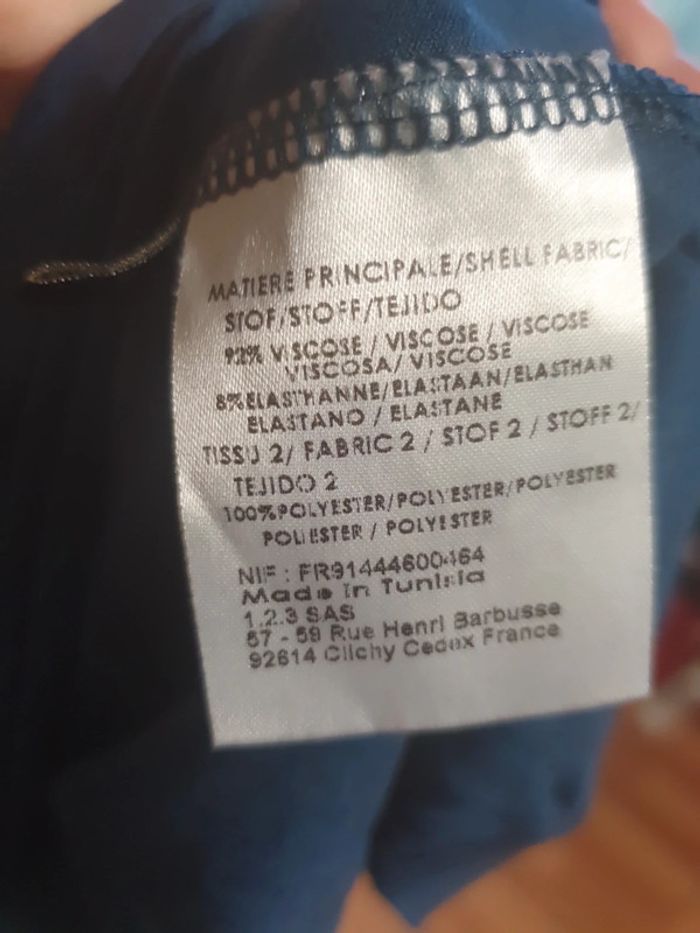 MATIERE PRINCIPALE/SHELL FABRIC/
STOF/STOFF/TEJIDO
92% VISCOSE / VISCOSE / VISCOSE
VISCOSA/ VISCOSE
8%ELASTHANNE/ELASTAAN/ELASTHAN
ELASTANO / ELASTANE
TISSU 2/ FABRIC 2 / STOF 2 / STOFF 2/
TEJIDO 2
100%POLYESTER/POLYESTER/POLYESTER
POLIESTER / POLYESTER
NIF : FR91444600464
Made In Tunisia
1.2.3 SAS
57 - 59 Rue Henri Barbusse
92614 Clichy Cedex France